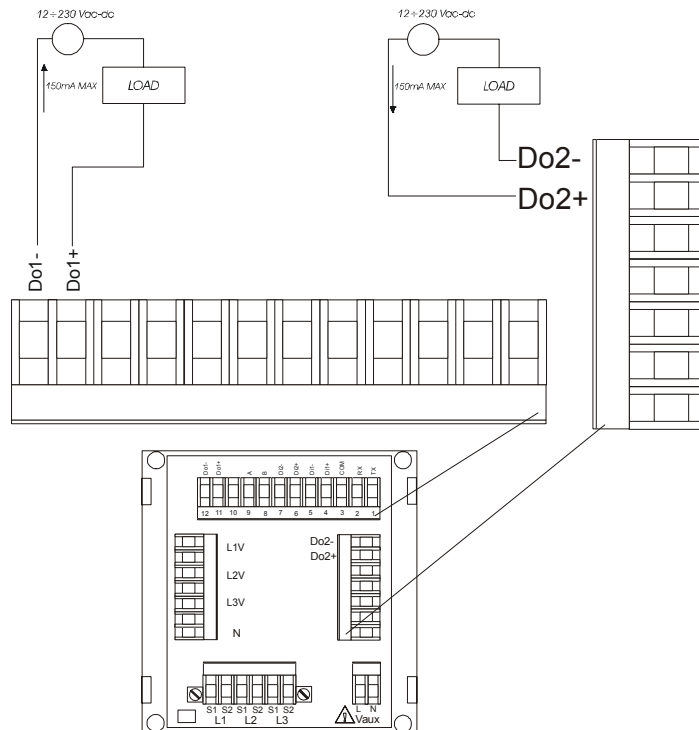 12÷230 Vac-dc
150mA MAX
LOAD
12÷230 Vac-dc
150mA MAX
LOAD
Do2-
Do2+
Do1-
Do1+
Do1- Do1+ A B DI2- DI2+ DI1- DI1+ COM RX TX
12 11 10 9 8 7 6 5 4 3 2 1
L1V
L2V
L3V
N
Do2-
Do2+
S1 S2 S1 S2 S1 S2
L1 L2 L3
L N
Vaux